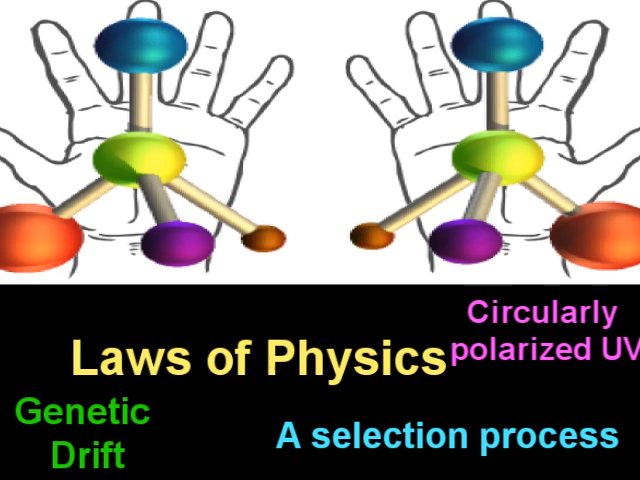 Circularly
polarized UV
Laws of Physics
Genetic
Drift
A selection process